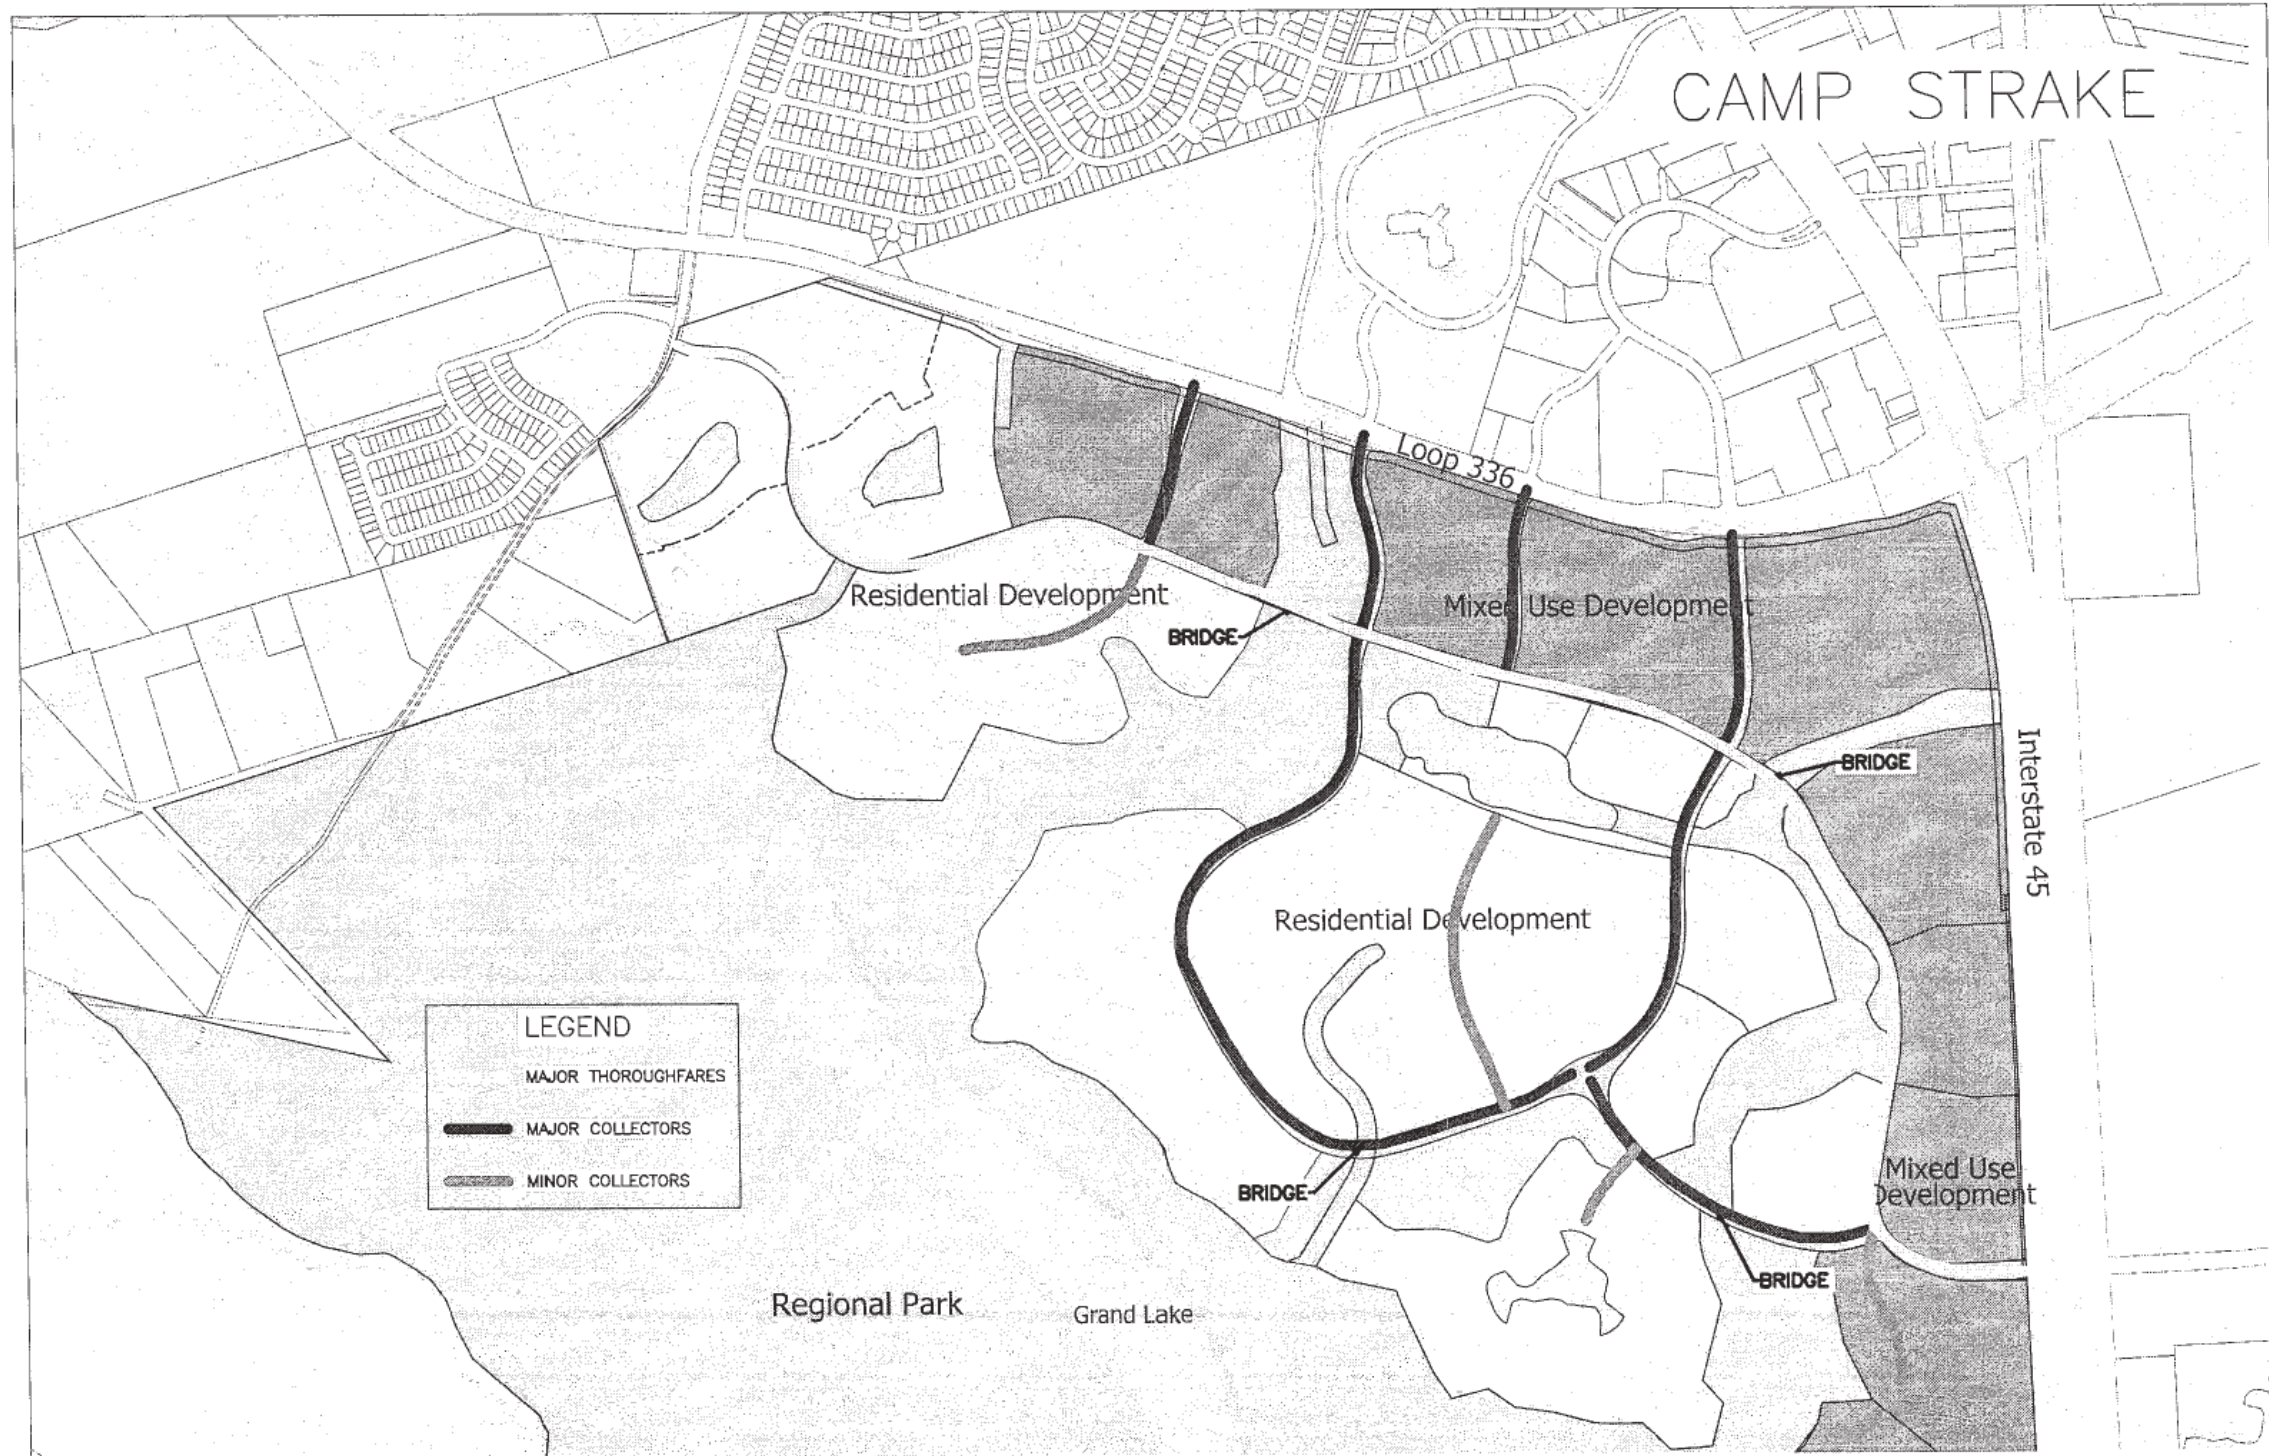 CAMP STRAKE
Loop 336
Residential Development
Mixed Use Development
BRIDGE
BRIDGE
Interstate 45
Residential Development
LEGEND
MAJOR THOROUGHFARES
MAJOR COLLECTORS
MINOR COLLECTORS
Mixed Use
Development
BRIDGE
BRIDGE
Regional Park
Grand Lake